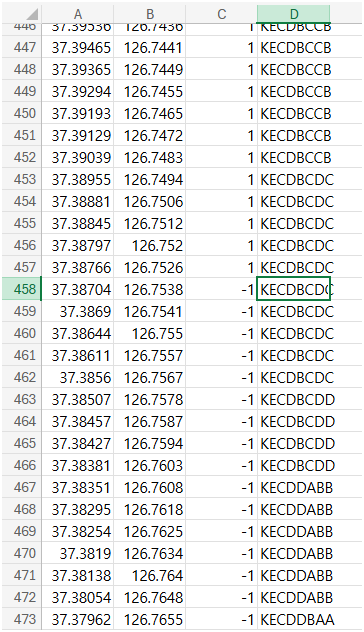 A B C D
446 37.39536 126.7436 1 KECDBCCB
447 37.39465 126.7441 1 KECDBCCB
448 37.39365 126.7449 1 KECDBCCB
449 37.39294 126.7455 1 KECDBCCB
450 37.39193 126.7465 1 KECDBCCB
451 37.39129 126.7472 1 KECDBCCB
452 37.39039 126.7483 1 KECDBCCB
453 37.38955 126.7494 1 KECDBCDC
454 37.38881 126.7506 1 KECDBCDC
455 37.38845 126.7512 1 KECDBCDC
456 37.38797 126.752 1 KECDBCDC
457 37.38766 126.7526 1 KECDBCDC
458 37.38704 126.7538 -1 KECDBCDC
459 37.3869 126.7541 -1 KECDBCDC
460 37.38644 126.755 -1 KECDBCDC
461 37.38611 126.7557 -1 KECDBCDC
462 37.3856 126.7567 -1 KECDBCDC
463 37.38507 126.7578 -1 KECDBCDD
464 37.38457 126.7587 -1 KECDBCDD
465 37.38427 126.7594 -1 KECDBCDD
466 37.38381 126.7603 -1 KECDBCDD
467 37.38351 126.7608 -1 KECDDABB
468 37.38295 126.7618 -1 KECDDABB
469 37.38254 126.7625 -1 KECDDABB
470 37.3819 126.7634 -1 KECDDABB
471 37.38138 126.764 -1 KECDDABB
472 37.38054 126.7648 -1 KECDDABB
473 37.37962 126.7655 -1 KECDDBAA